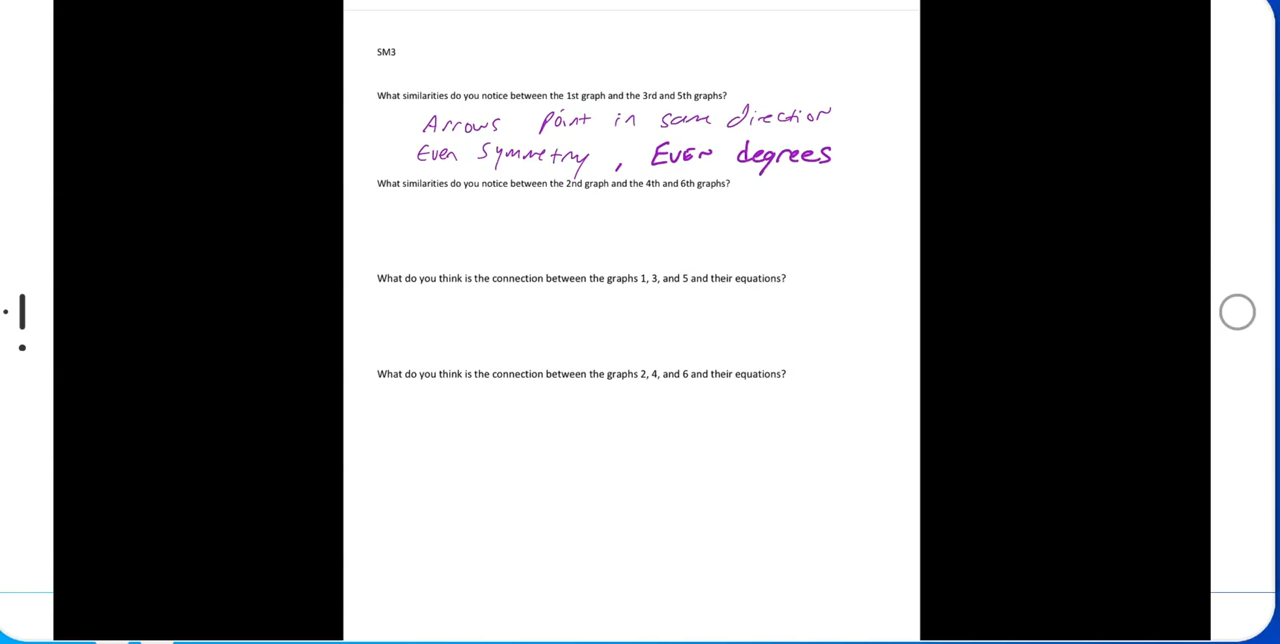 SM3
What similarities do you notice between the 1st graph and the 3rd and 5th graphs?
Arrows point in same direction
Even Symmetry, Even degrees
What similarities do you notice between the 2nd graph and the 4th and 6th graphs?
What do you think is the connection between the graphs 1, 3, and 5 and their equations?
What do you think is the connection between the graphs 2, 4, and 6 and their equations?